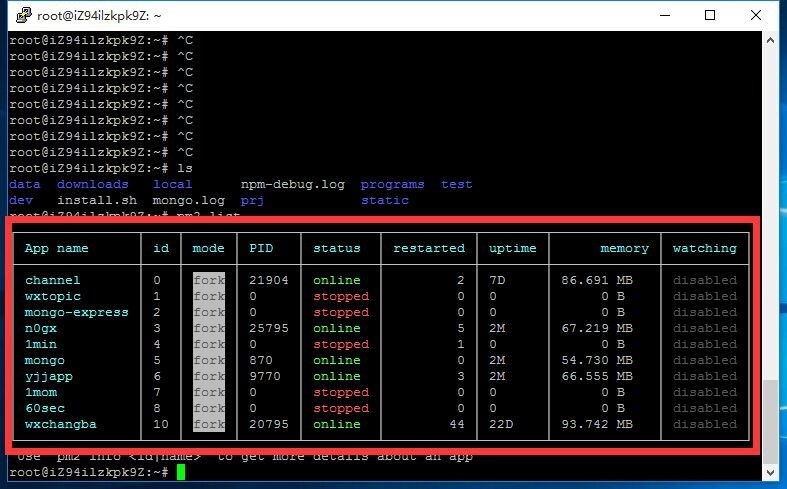 root@iZ94ilzkpk9Z: ~
root@iZ94ilzkpk9Z:~# ^C
root@iZ94ilzkpk9Z:~# ^C
root@iZ94ilzkpk9Z:~# ^C
root@iZ94ilzkpk9Z:~# ^C
root@iZ94ilzkpk9Z:~# ^C
root@iZ94ilzkpk9Z:~# ^C
root@iZ94ilzkpk9Z:~# ^C
root@iZ94ilzkpk9Z:~# ^C
root@iZ94ilzkpk9Z:~# ls
data downloads local npm-debug.log programs test
dev install.sh mongo.log prj static
root@iZ94ilzkpk9Z:~# pm2 list
App name id mode PID status restarted uptime memory watching
channel 0 fork 21904 online 2 7D 86.691 MB disabled
wxtopic 1 fork 0 stopped 0 0 0 B disabled
mongo-express 2 fork 0 stopped 0 0 0 B disabled
n0gx 3 fork 25795 online 5 2M 67.219 MB disabled
1min 4 fork 0 stopped 1 0 0 B disabled
mongo 5 fork 870 online 0 2M 54.730 MB disabled
yjjapp 6 fork 9770 online 3 2M 66.555 MB disabled
1mom 7 fork 0 stopped 0 0 0 B disabled
60sec 8 fork 0 stopped 0 0 0 B disabled
wxchangba 10 fork 20795 online 44 22D 93.742 MB disabled
Use `pm2 info <id|name>` to get more details about an app
root@iZ94ilzkpk9Z:~#